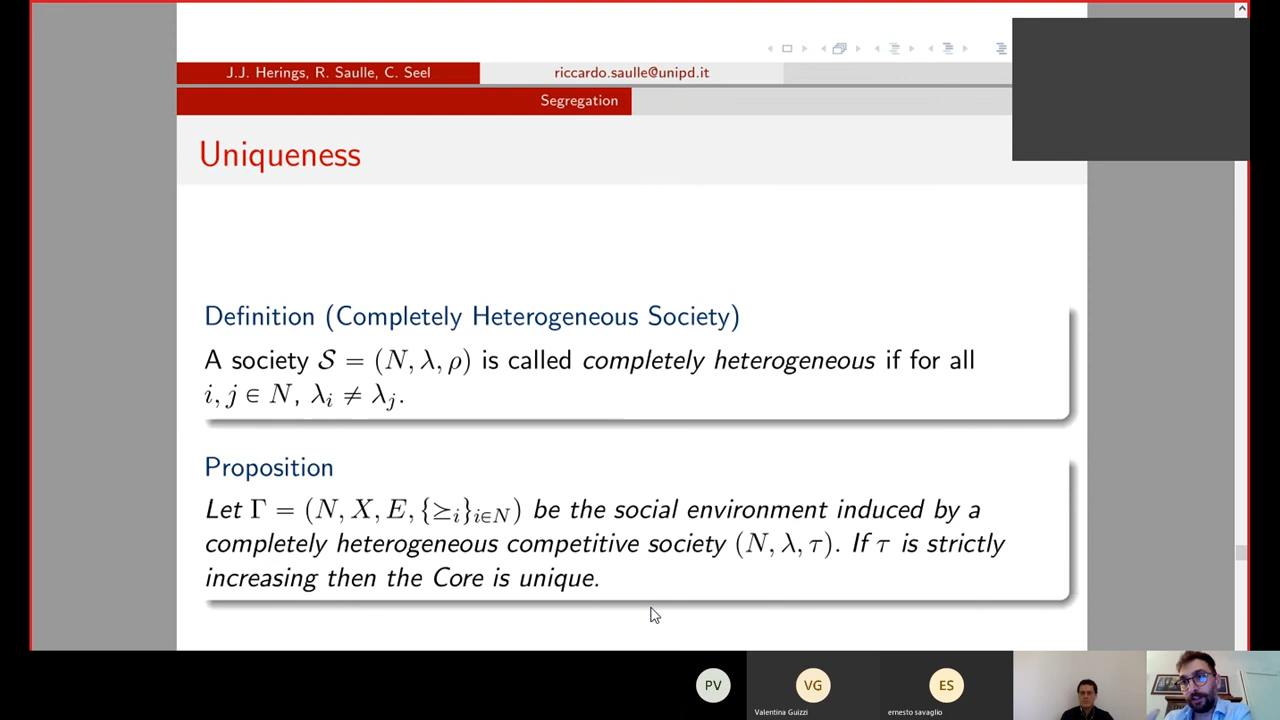 J.J. Herings, R. Saulle, C. Seel
riccardo.saulle@unipd.it
Segregation
Uniqueness
Definition (Completely Heterogeneous Society)
A society 𝒮 = (N, λ, ρ) is called completely heterogeneous if for all
i, j ∈ N, λᵢ ≠ λⱼ.
Proposition
Let Γ = (N, X, E, {⪰ᵢ}ᵢ∈N) be the social environment induced by a
completely heterogeneous competitive society (N, λ, τ). If τ is strictly
increasing then the Core is unique.
PV
VG
ES
Valentina Guizzi
ernesto savaglio